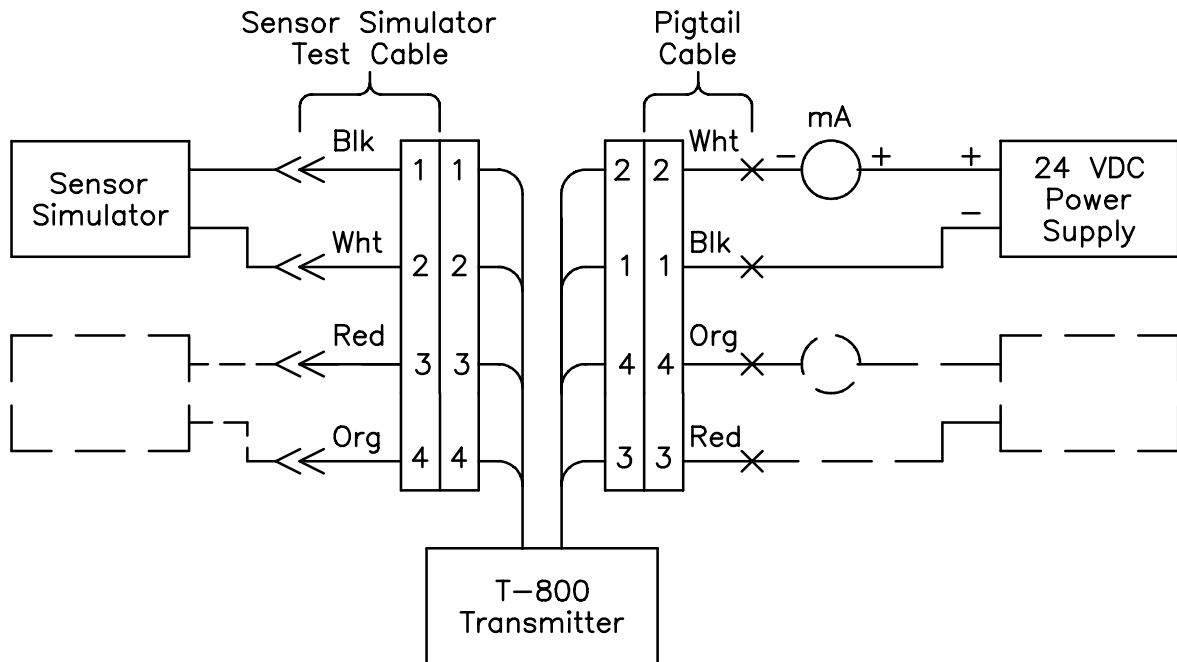 Sensor Simulator
Test Cable
Pigtail
Cable
Blk
Wht
mA
1 1
2 2
- + + -
Sensor
Simulator
24 VDC
Power
Supply
Wht
Blk
2 2
1 1
Red
Org
3 3
4 4
Org
Red
4 4
3 3
T-800
Transmitter